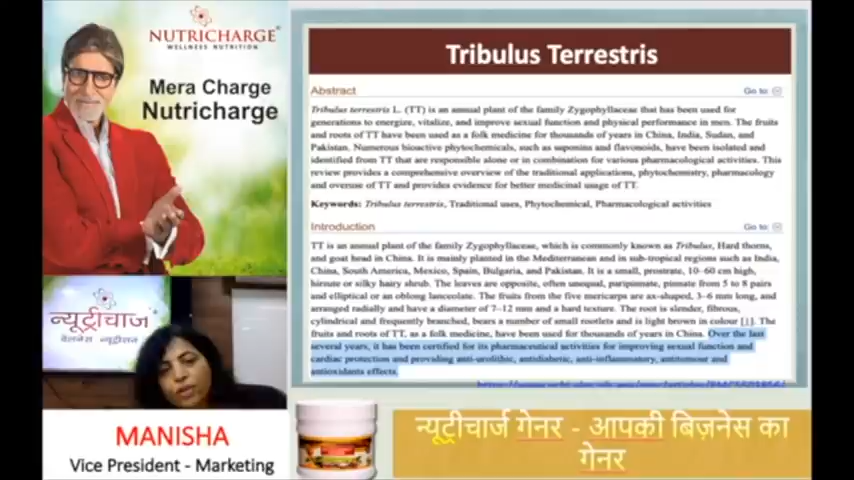 NUTRICHARGE®
WELLNESS NUTRITION
Mera Charge
Nutricharge
न्यूट्रीचार्ज
वेलनेस न्यूट्रीशन
MANISHA
Vice President - Marketing
Tribulus Terrestris
Abstract
Go to:
Tribulus terrestris L. (TT) is an annual plant of the family Zygophyllaceae that has been used for
generations to energize, vitalize, and improve sexual function and physical performance in men. The fruits
and roots of TT have been used as a folk medicine for thousands of years in China, India, Sudan, and
Pakistan. Numerous bioactive phytochemicals, such as saponins and flavonoids, have been isolated and
identified from TT that are responsible alone or in combination for various pharmacological activities. This
review provides a comprehensive overview of the traditional applications, phytochemistry, pharmacology
and overuse of TT and provides evidence for better medicinal usage of TT.
Keywords: Tribulus terrestris, Traditional uses, Phytochemical, Pharmacological activities
Introduction
Go to:
TT is an annual plant of the family Zygophyllaceae, which is commonly known as Tribulus, Hard thorns,
and goat head in China. It is mainly planted in the Mediterranean and in sub-tropical regions such as India,
China, South America, Mexico, Spain, Bulgaria, and Pakistan. It is a small, prostrate, 10–60 cm high,
hirsute or silky hairy shrub. The leaves are opposite, often unequal, paripinnate, pinnate from 5 to 8 pairs
and elliptical or an oblong lanceolate. The fruits from the five mericarps are ax-shaped, 3–6 mm long, and
arranged radially and have a diameter of 7–12 mm and a hard texture. The root is slender, fibrous,
cylindrical and frequently branched, bears a number of small rootlets and is light brown in colour [1]. The
fruits and roots of TT, as a folk medicine, have been used for thousands of years in China. Over the last
several years, it has been certified for its pharmaceutical activities for improving sexual function and
cardiac protection and providing anti-urolithic, antidiabetic, anti-inflammatory, antitumour and
antioxidants effects.
न्यूट्रीचार्ज गेनर - आपकी बिज़नेस का
गेनर